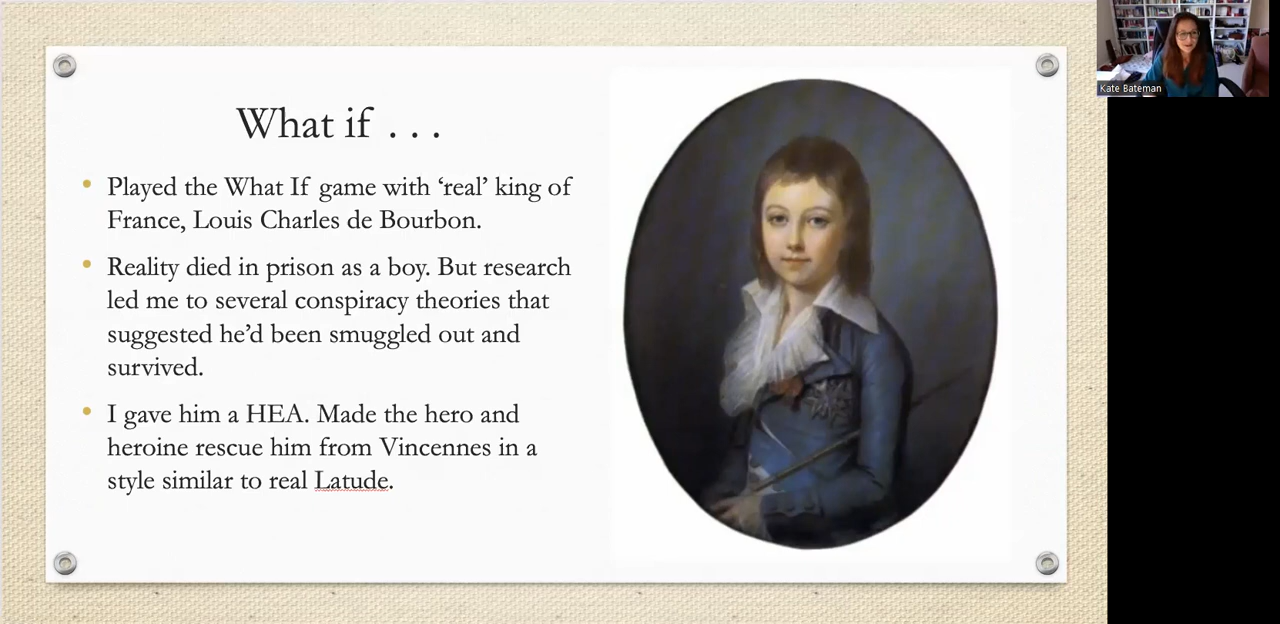 What if . . .
Played the What If game with ‘real’ king of
France, Louis Charles de Bourbon.
Reality died in prison as a boy. But research
led me to several conspiracy theories that
suggested he’d been smuggled out and
survived.
I gave him a HEA. Made the hero and
heroine rescue him from Vincennes in a
style similar to real Latude.
Kate Bateman